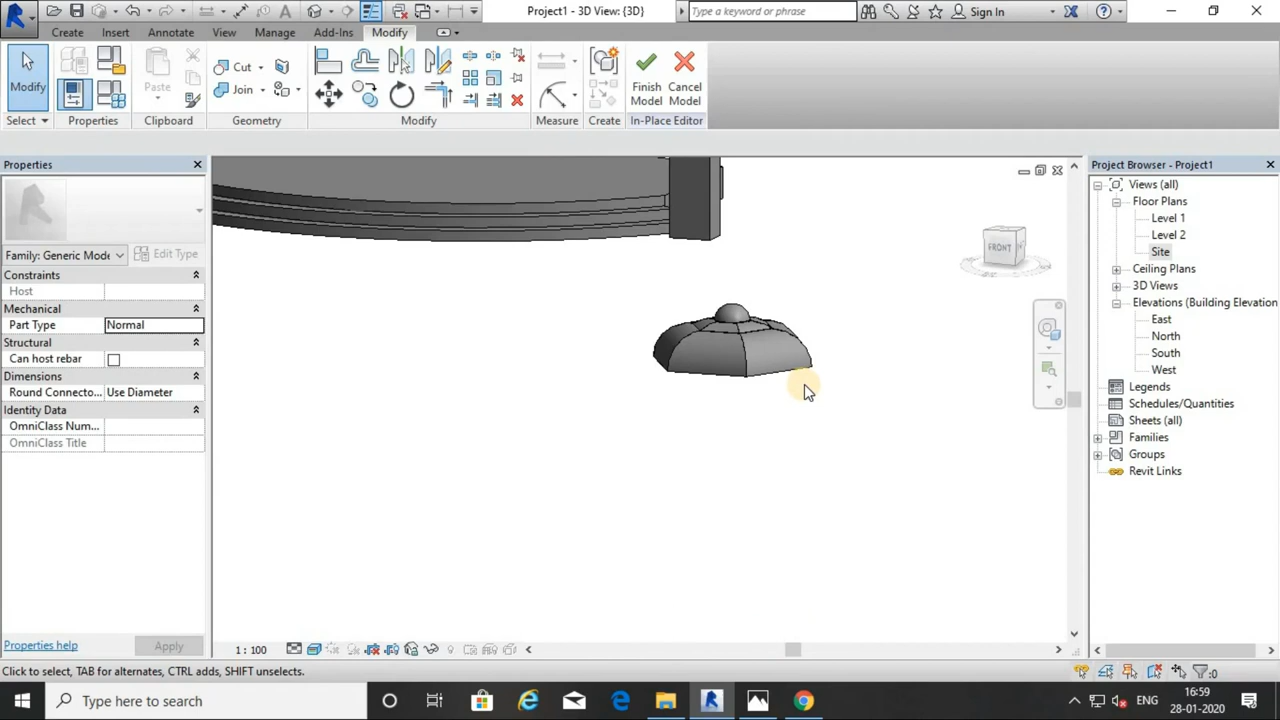 Project1 - 3D View: {3D}
Type a keyword or phrase
Sign In
Create Insert Annotate View Manage Add-Ins Modify
Modify
Paste
Cut
Join
Finish Model
Cancel Model
Select Properties Clipboard Geometry Modify Measure Create In-Place Editor
Properties
Project Browser - Project1
Family: Generic Mode
Edit Type
Constraints
Host
Mechanical
Part Type Normal
Structural
Can host rebar
Dimensions
Round Connecto... Use Diameter
Identity Data
OmniClass Num...
OmniClass Title
Properties help
Apply
FRONT
Views (all)
Floor Plans
Level 1
Level 2
Site
Ceiling Plans
3D Views
Elevations (Building Elevation
East
North
South
West
Legends
Schedules/Quantities
Sheets (all)
Families
Groups
Revit Links
1 : 100
Click to select, TAB for alternates, CTRL adds, SHIFT unselects.
:0
Type here to search
ENG
16:59
28-01-2020